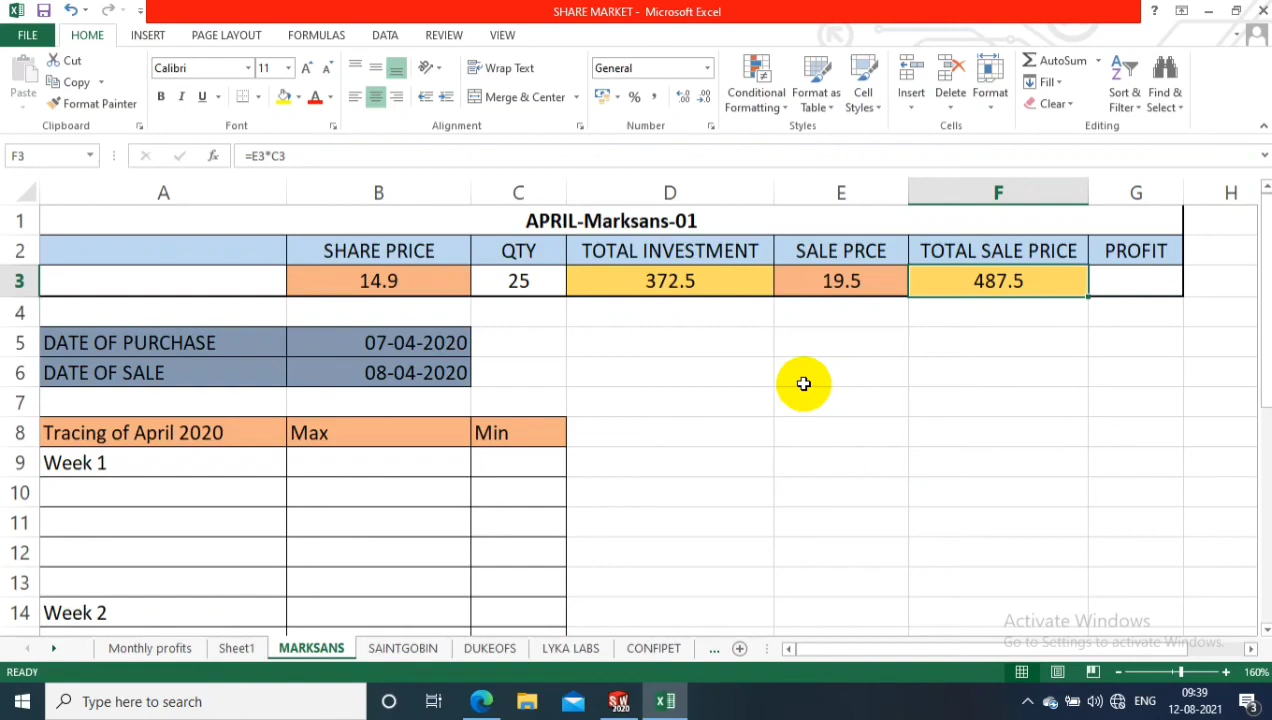 SHARE MARKET - Microsoft Excel
FILE HOME INSERT PAGE LAYOUT FORMULAS DATA REVIEW VIEW
Cut
Copy
Format Painter
Paste
Calibri 11
B I U
Wrap Text
Merge & Center
General
%
Conditional Formatting
Format as Table
Cell Styles
Insert Delete Format
AutoSum
Fill
Clear
Sort & Filter
Find & Select
Clipboard Font Alignment Number Styles Cells Editing
F3 fx =E3*C3
A B C D E F G H
1 APRIL-Marksans-01
2 SHARE PRICE QTY TOTAL INVESTMENT SALE PRCE TOTAL SALE PRICE PROFIT
3 14.9 25 372.5 19.5 487.5
4
5 DATE OF PURCHASE 07-04-2020
6 DATE OF SALE 08-04-2020
7
8 Tracing of April 2020 Max Min
9 Week 1
10
11
12
13
14 Week 2
Activate Windows
Go to Settings to activate Windows.
Monthly profits Sheet1 MARKSANS SAINTGOBIN DUKEOFS LYKA LABS CONFIPET ...
READY 160%
Type here to search
SW 2020
ENG
09:39
12-08-2021
3